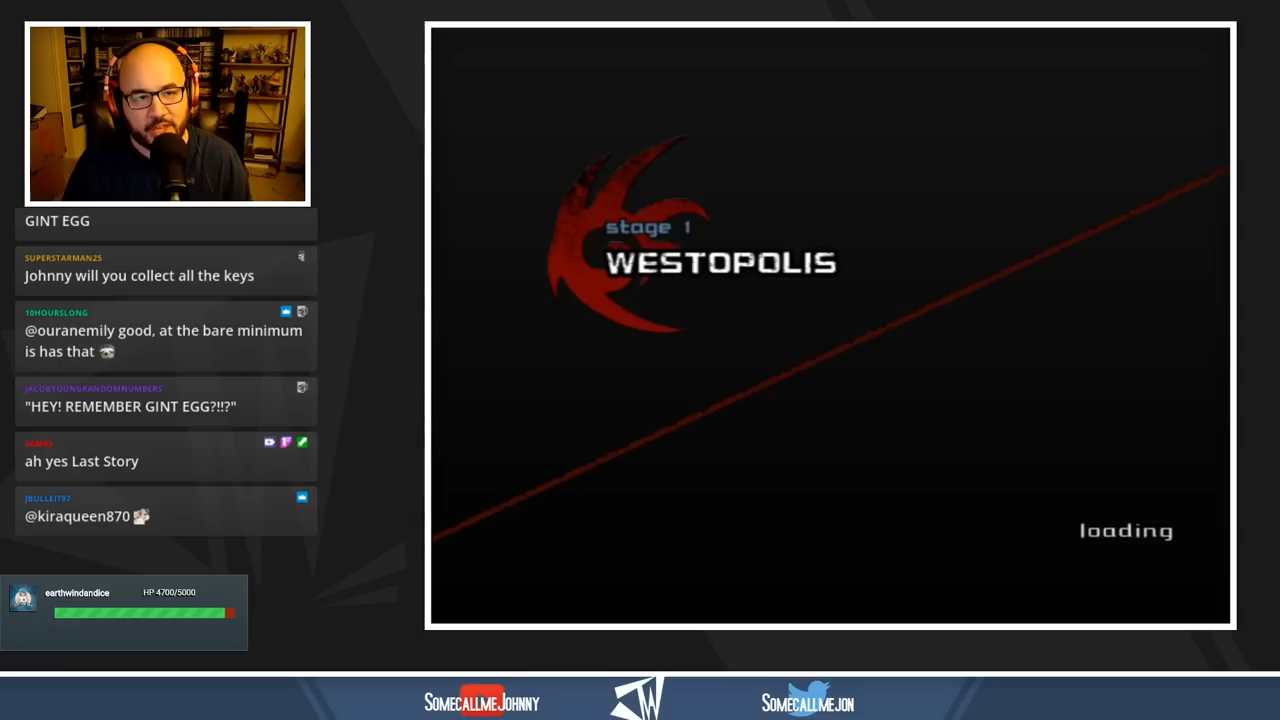 GINT EGG
SUPERSTARMAN25
Johnny will you collect all the keys
10HOURSLONG
@ouranemily good, at the bare minimum
is has that
JACOBYOUNGRANDOMNUMBERS
"HEY! REMEMBER GINT EGG?!!?"
ah yes Last Story
JBULLEIT97
@kiraqueen870
earthwindandice
HP 4700/5000
stage 1
WESTOPOLIS
loading
SOMECALLMEJOHNNY
SOMECALLMEJON